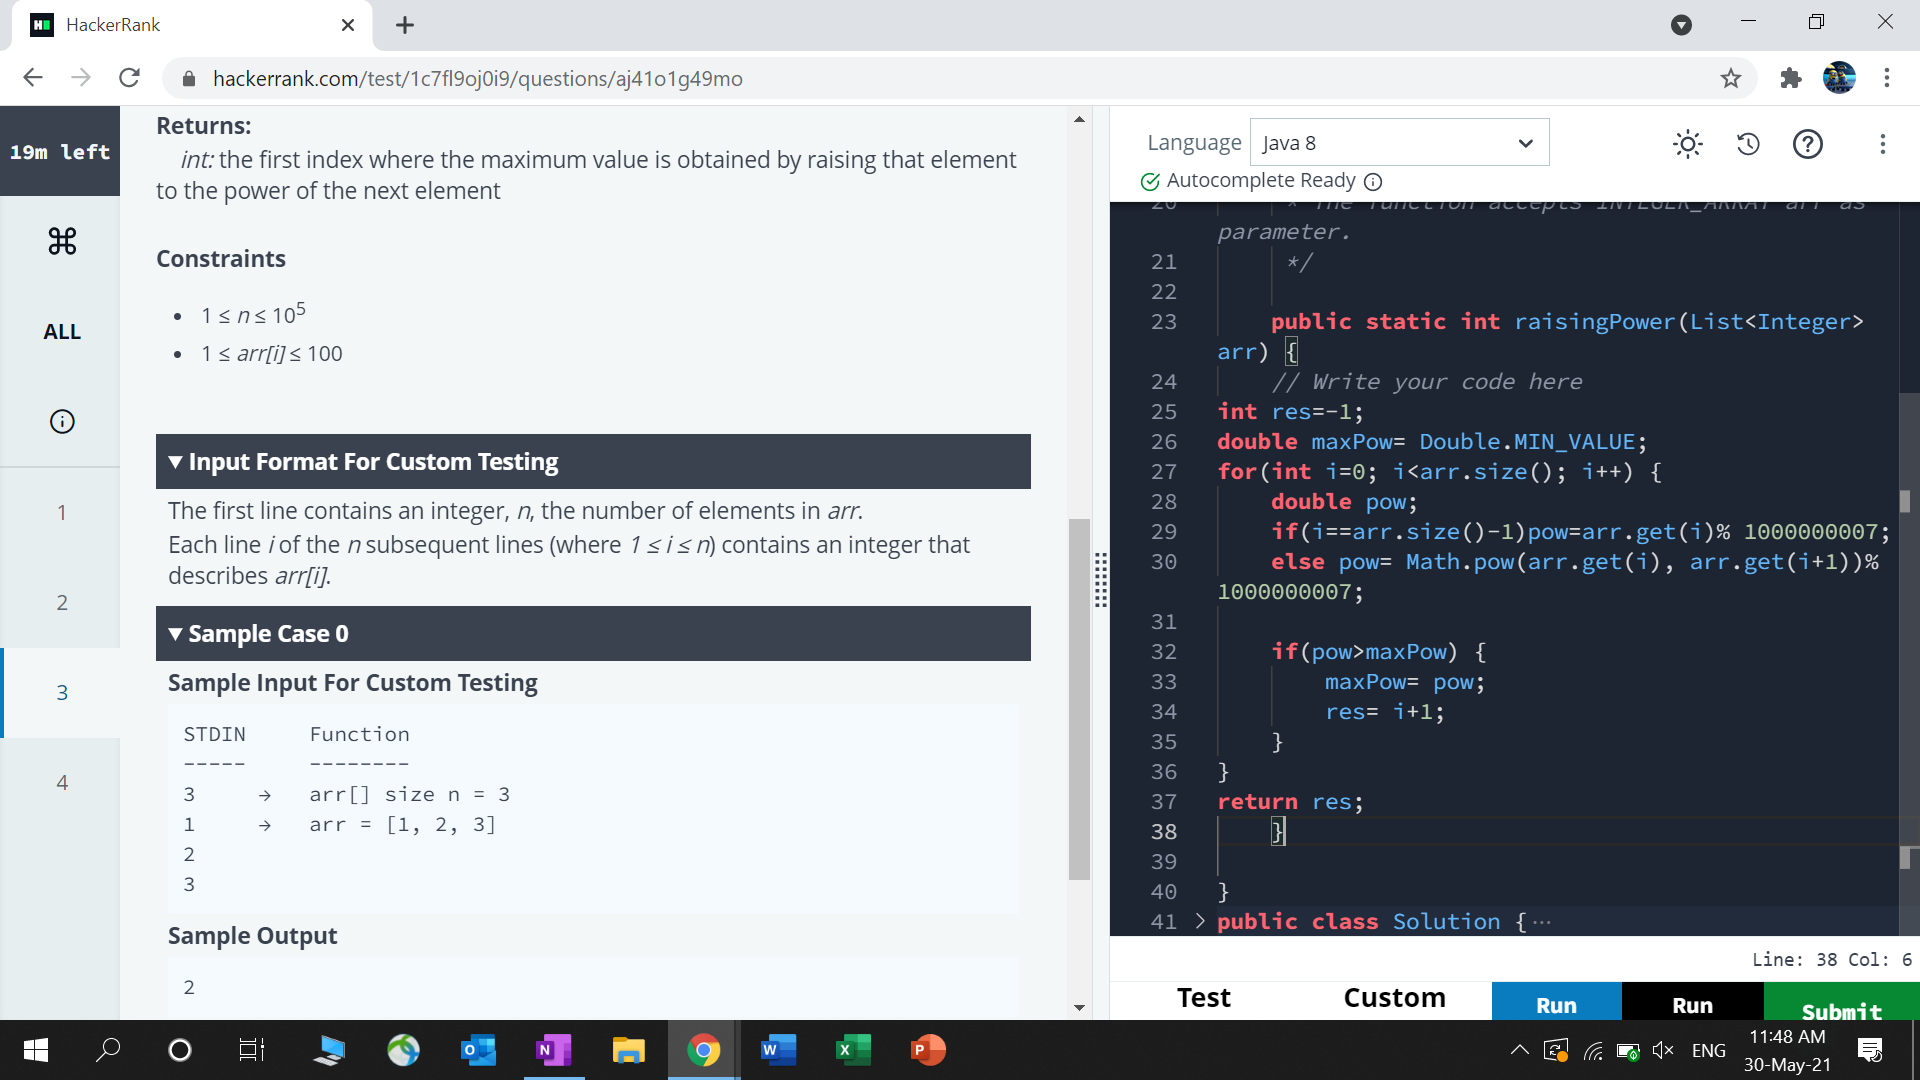 HackerRank
hackerrank.com/test/1c7fl9oj0i9/questions/aj41o1g49mo
19m left
ALL
1
2
3
4
Returns:
int: the first index where the maximum value is obtained by raising that element
to the power of the next element
Constraints
• 1 ≤ n ≤ 10⁵
• 1 ≤ arr[i] ≤ 100
▼ Input Format For Custom Testing
The first line contains an integer, n, the number of elements in arr.
Each line i of the n subsequent lines (where 1 ≤ i ≤ n) contains an integer that
describes arr[i].
▼ Sample Case 0
Sample Input For Custom Testing
STDIN Function
----- --------
3 → arr[] size n = 3
1 → arr = [1, 2, 3]
2
3
Sample Output
2
Language Java 8
Autocomplete Ready
20 * The function accepts INTEGER_ARRAY arr as
parameter.
21 */
22
23 public static int raisingPower(List<Integer>
arr) {
24 // Write your code here
25 int res=-1;
26 double maxPow= Double.MIN_VALUE;
27 for(int i=0; i<arr.size(); i++) {
28 double pow;
29 if(i==arr.size()-1)pow=arr.get(i)% 1000000007;
30 else pow= Math.pow(arr.get(i), arr.get(i+1))%
1000000007;
31
32 if(pow>maxPow) {
33 maxPow= pow;
34 res= i+1;
35 }
36 }
37 return res;
38 }
39
40 }
41 > public class Solution {···
Line: 38 Col: 6
Test Custom Run Run Submit
ENG
11:48 AM
30-May-21